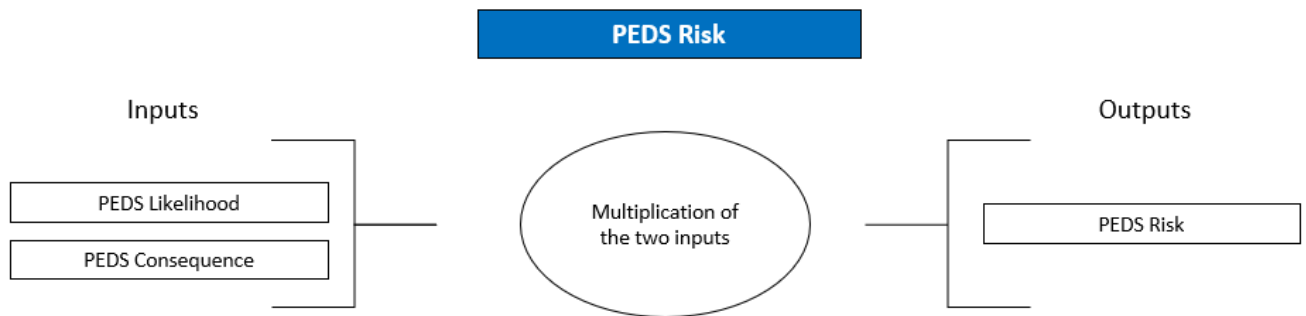 PEDS Risk
Inputs
Outputs
PEDS Likelihood
PEDS Consequence
Multiplication of
the two inputs
PEDS Risk